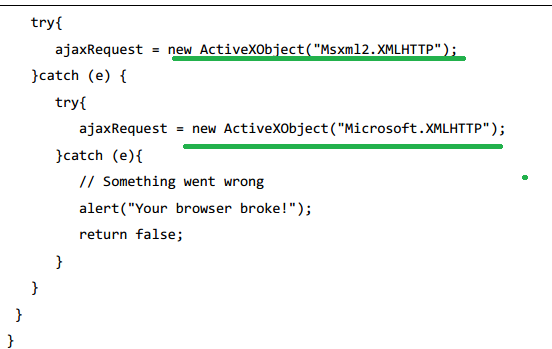 try{
ajaxRequest = new ActiveXObject("Msxml2.XMLHTTP");
}catch (e) {
try{
ajaxRequest = new ActiveXObject("Microsoft.XMLHTTP");
}catch (e){
// Something went wrong
alert("Your browser broke!");
return false;
}
}
}
}